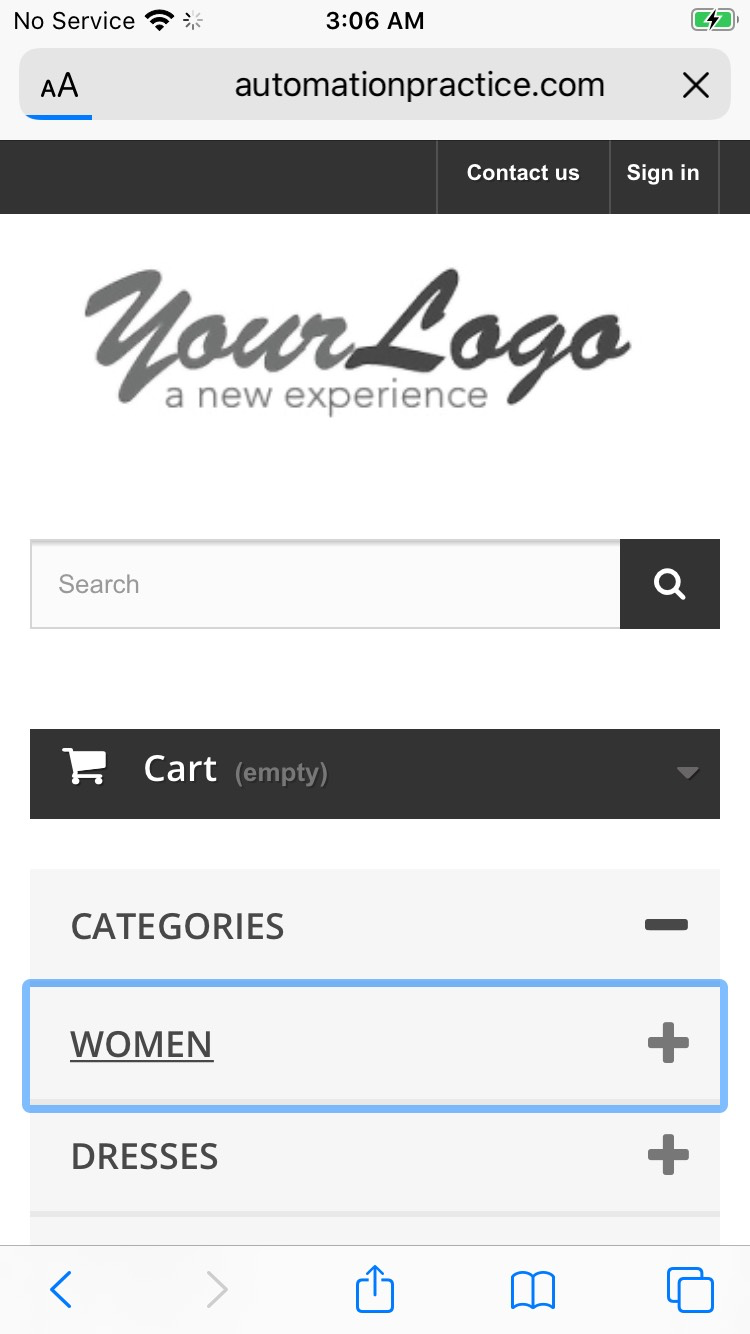 No Service 3:06 AM
AA automationpractice.com
Contact us Sign in
YourLogo
a new experience
Search
Cart (empty)
CATEGORIES
WOMEN
DRESSES